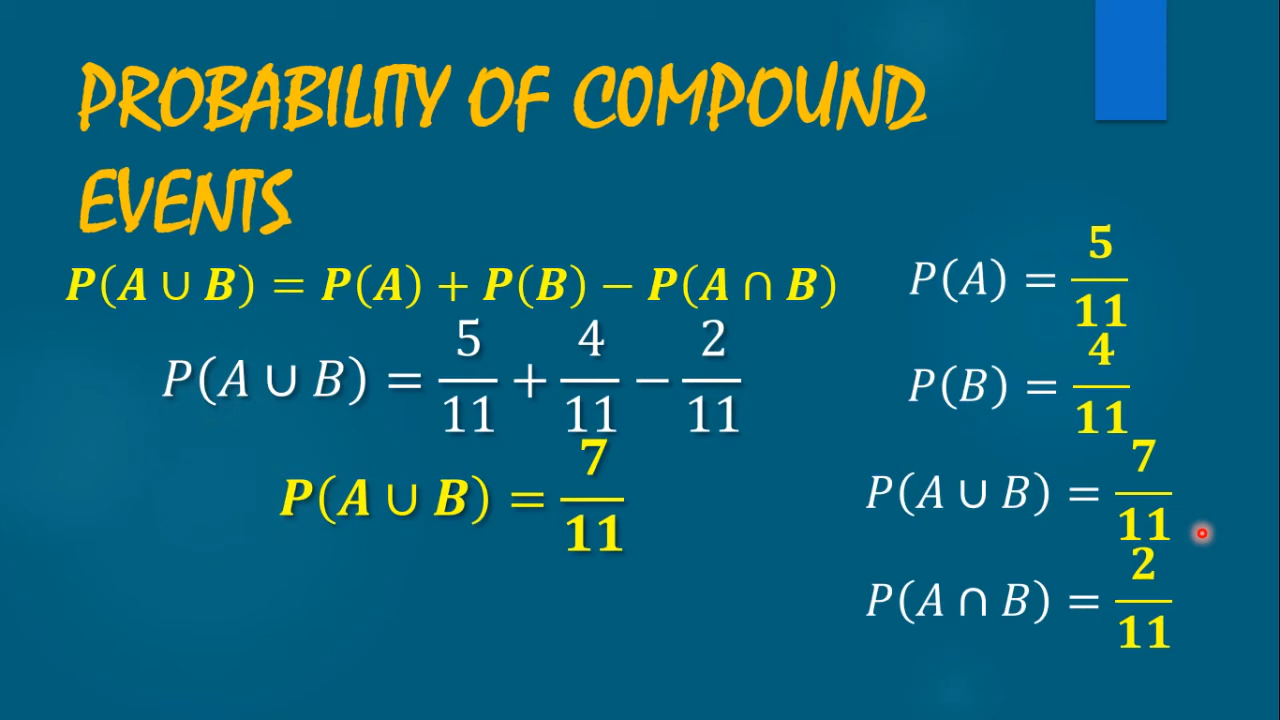 PROBABILITY OF COMPOUND
EVENTS
P(A ∪ B) = P(A) + P(B) − P(A ∩ B)
P(A ∪ B) = 5/11 + 4/11 − 2/11
P(A ∪ B) = 7/11
P(A) = 5/11
P(B) = 4/11
P(A ∪ B) = 7/11
P(A ∩ B) = 2/11